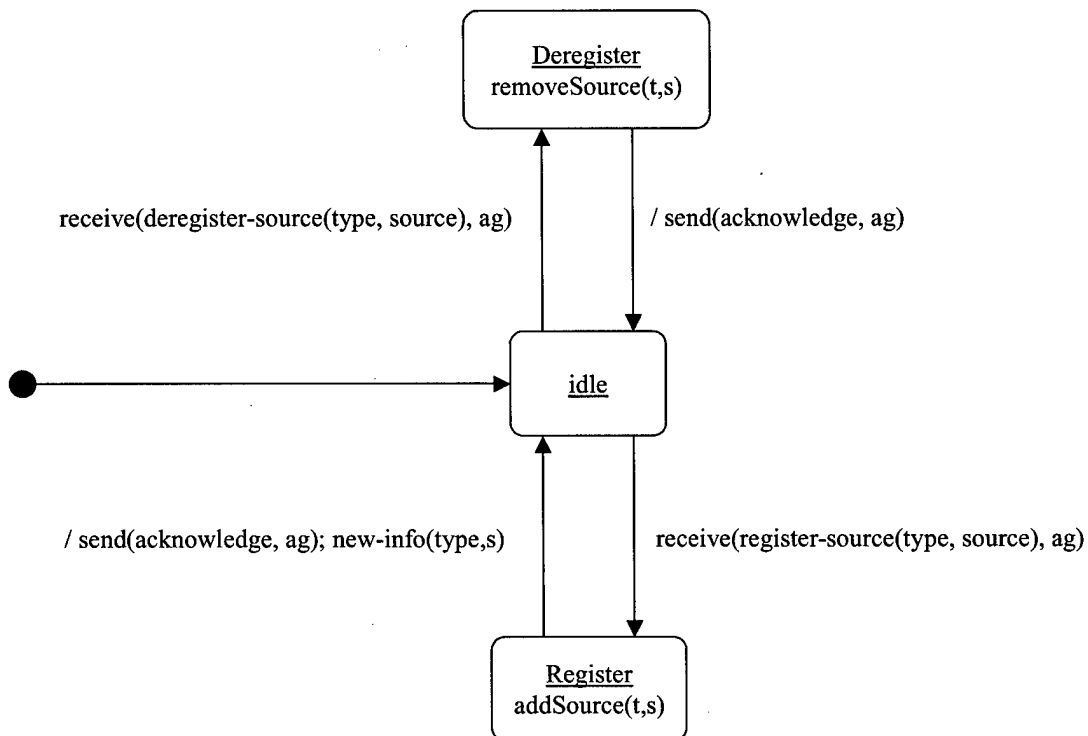 Deregister
removeSource(t,s)
receive(deregister-source(type, source), ag)
/ send(acknowledge, ag)
idle
/ send(acknowledge, ag); new-info(type,s)
receive(register-source(type, source), ag)
Register
addSource(t,s)